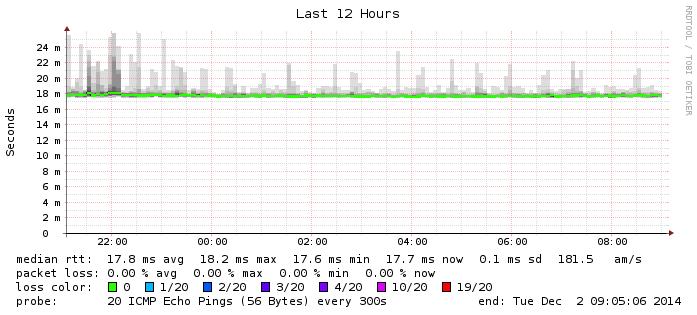 Last 12 Hours
RRDTOOL / TOBI OETIKER
Seconds
24 m
22 m
20 m
18 m
16 m
14 m
12 m
10 m
8 m
6 m
4 m
2 m
0
22:00 00:00 02:00 04:00 06:00 08:00
median rtt: 17.8 ms avg 18.2 ms max 17.6 ms min 17.7 ms now 0.1 ms sd 181.5 am/s
packet loss: 0.00 % avg 0.00 % max 0.00 % min 0.00 % now
loss color: 0 1/20 2/20 3/20 4/20 10/20 19/20
probe: 20 ICMP Echo Pings (56 Bytes) every 300s end: Tue Dec 2 09:05:06 2014